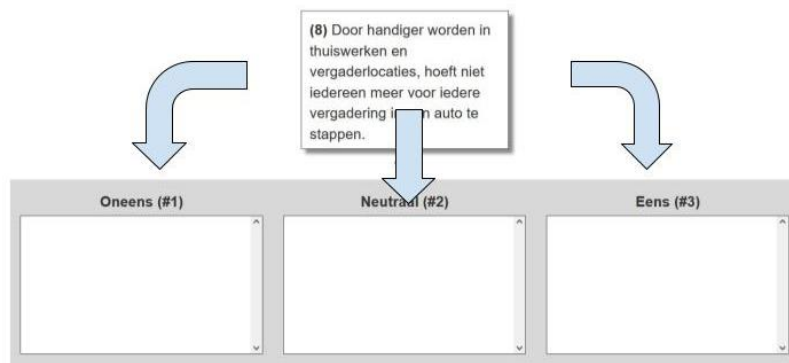 (8) Door handiger worden in
thuiswerken en
vergaderlocaties, hoeft niet
iedereen meer voor iedere
vergadering in auto te
stappen.
Oneens (#1)
Neutraal (#2)
Eens (#3)